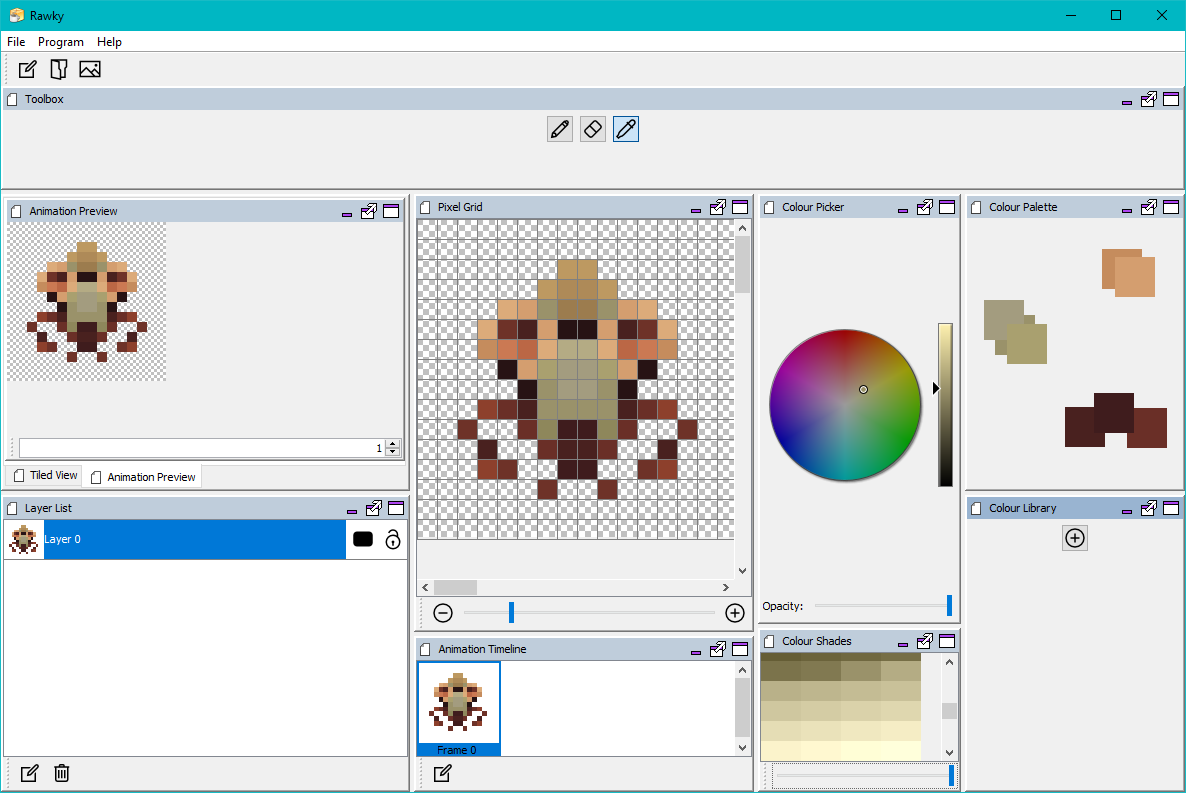 Rawky
File Program Help
Toolbox
Animation Preview
Pixel Grid
Colour Picker
Colour Palette
1
Tiled View
Animation Preview
Layer List
Layer 0
Colour Library
Opacity:
Animation Timeline
Frame 0
Colour Shades